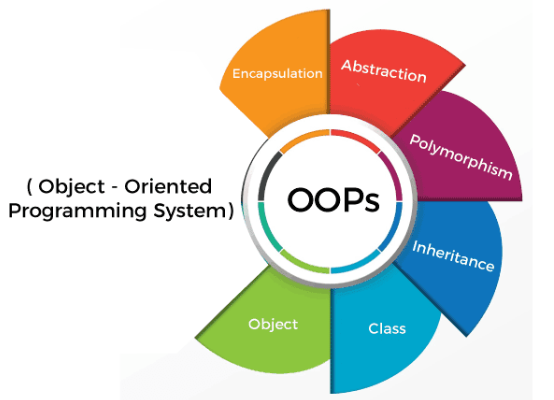 Encapsulation
Abstraction
Polymorphism
Inheritance
Class
Object
OOPs
( Object - Oriented
Programming System)